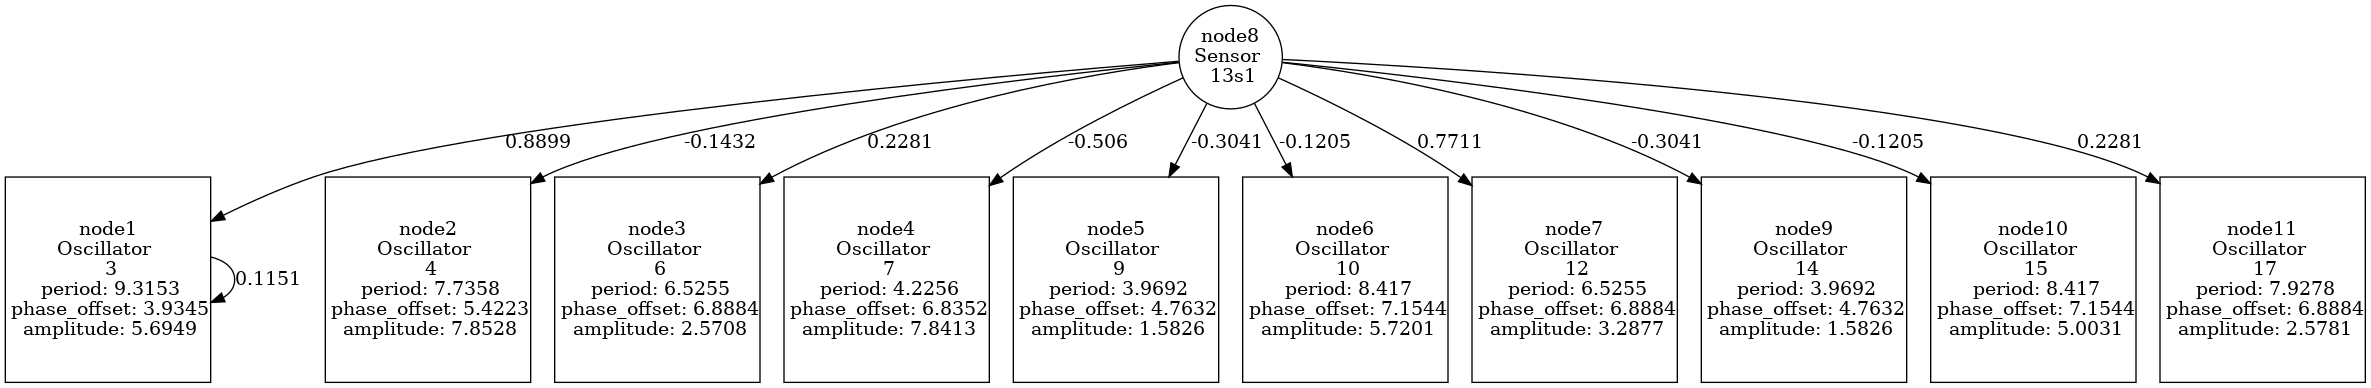 node8
Sensor
13s1
0.8899
-0.1432
0.2281
-0.506
-0.3041
-0.1205
0.7711
-0.3041
-0.1205
0.2281
node1
Oscillator
3
period: 9.3153
phase_offset: 3.9345
amplitude: 5.6949
0.1151
node2
Oscillator
4
period: 7.7358
phase_offset: 5.4223
amplitude: 7.8528
node3
Oscillator
6
period: 6.5255
phase_offset: 6.8884
amplitude: 2.5708
node4
Oscillator
7
period: 4.2256
phase_offset: 6.8352
amplitude: 7.8413
node5
Oscillator
9
period: 3.9692
phase_offset: 4.7632
amplitude: 1.5826
node6
Oscillator
10
period: 8.417
phase_offset: 7.1544
amplitude: 5.7201
node7
Oscillator
12
period: 6.5255
phase_offset: 6.8884
amplitude: 3.2877
node9
Oscillator
14
period: 3.9692
phase_offset: 4.7632
amplitude: 1.5826
node10
Oscillator
15
period: 8.417
phase_offset: 7.1544
amplitude: 5.0031
node11
Oscillator
17
period: 7.9278
phase_offset: 6.8884
amplitude: 2.5781